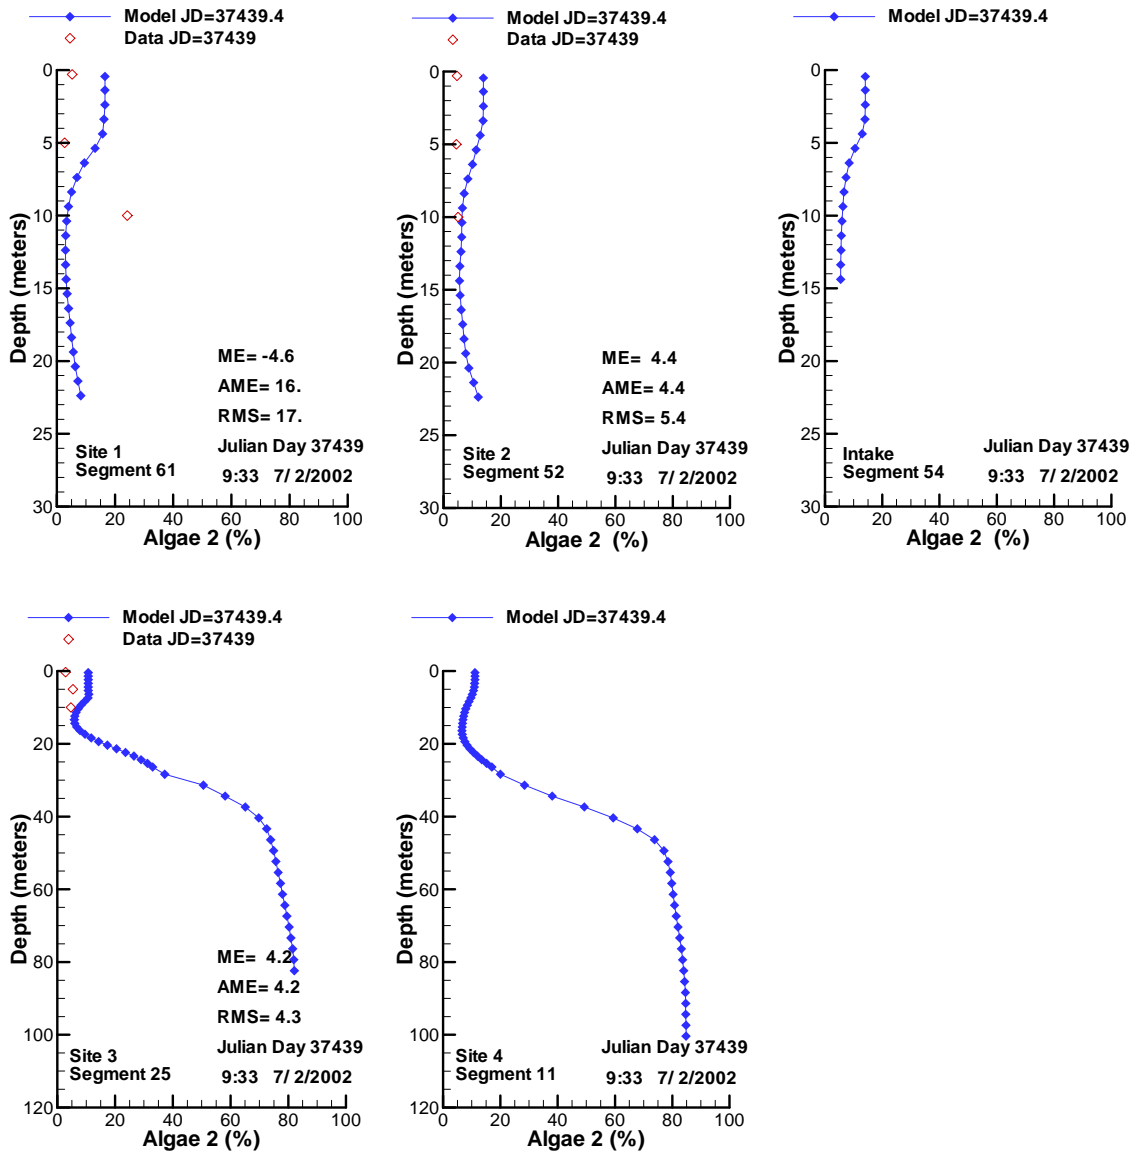 Model JD=37439.4
Data JD=37439
0
5
10
15
20
25
30
Depth (meters)
ME= -4.6
AME= 16.
RMS= 17.
Site 1
Segment 61
Julian Day 37439
9:33 7/ 2/2002
0 20 40 60 80 100
Algae 2 (%)
Model JD=37439.4
Data JD=37439
0
5
10
15
20
25
30
Depth (meters)
ME= 4.4
AME= 4.4
RMS= 5.4
Site 2
Segment 52
Julian Day 37439
9:33 7/ 2/2002
0 20 40 60 80 100
Algae 2 (%)
Model JD=37439.4
0
5
10
15
20
25
30
Depth (meters)
Intake
Segment 54
Julian Day 37439
9:33 7/ 2/2002
0 20 40 60 80 100
Algae 2 (%)
Model JD=37439.4
Data JD=37439
0
20
40
60
80
100
120
Depth (meters)
ME= 4.2
AME= 4.2
RMS= 4.3
Site 3
Segment 25
Julian Day 37439
9:33 7/ 2/2002
0 20 40 60 80 100
Algae 2 (%)
Model JD=37439.4
0
20
40
60
80
100
120
Depth (meters)
Site 4
Segment 11
Julian Day 37439
9:33 7/ 2/2002
0 20 40 60 80 100
Algae 2 (%)